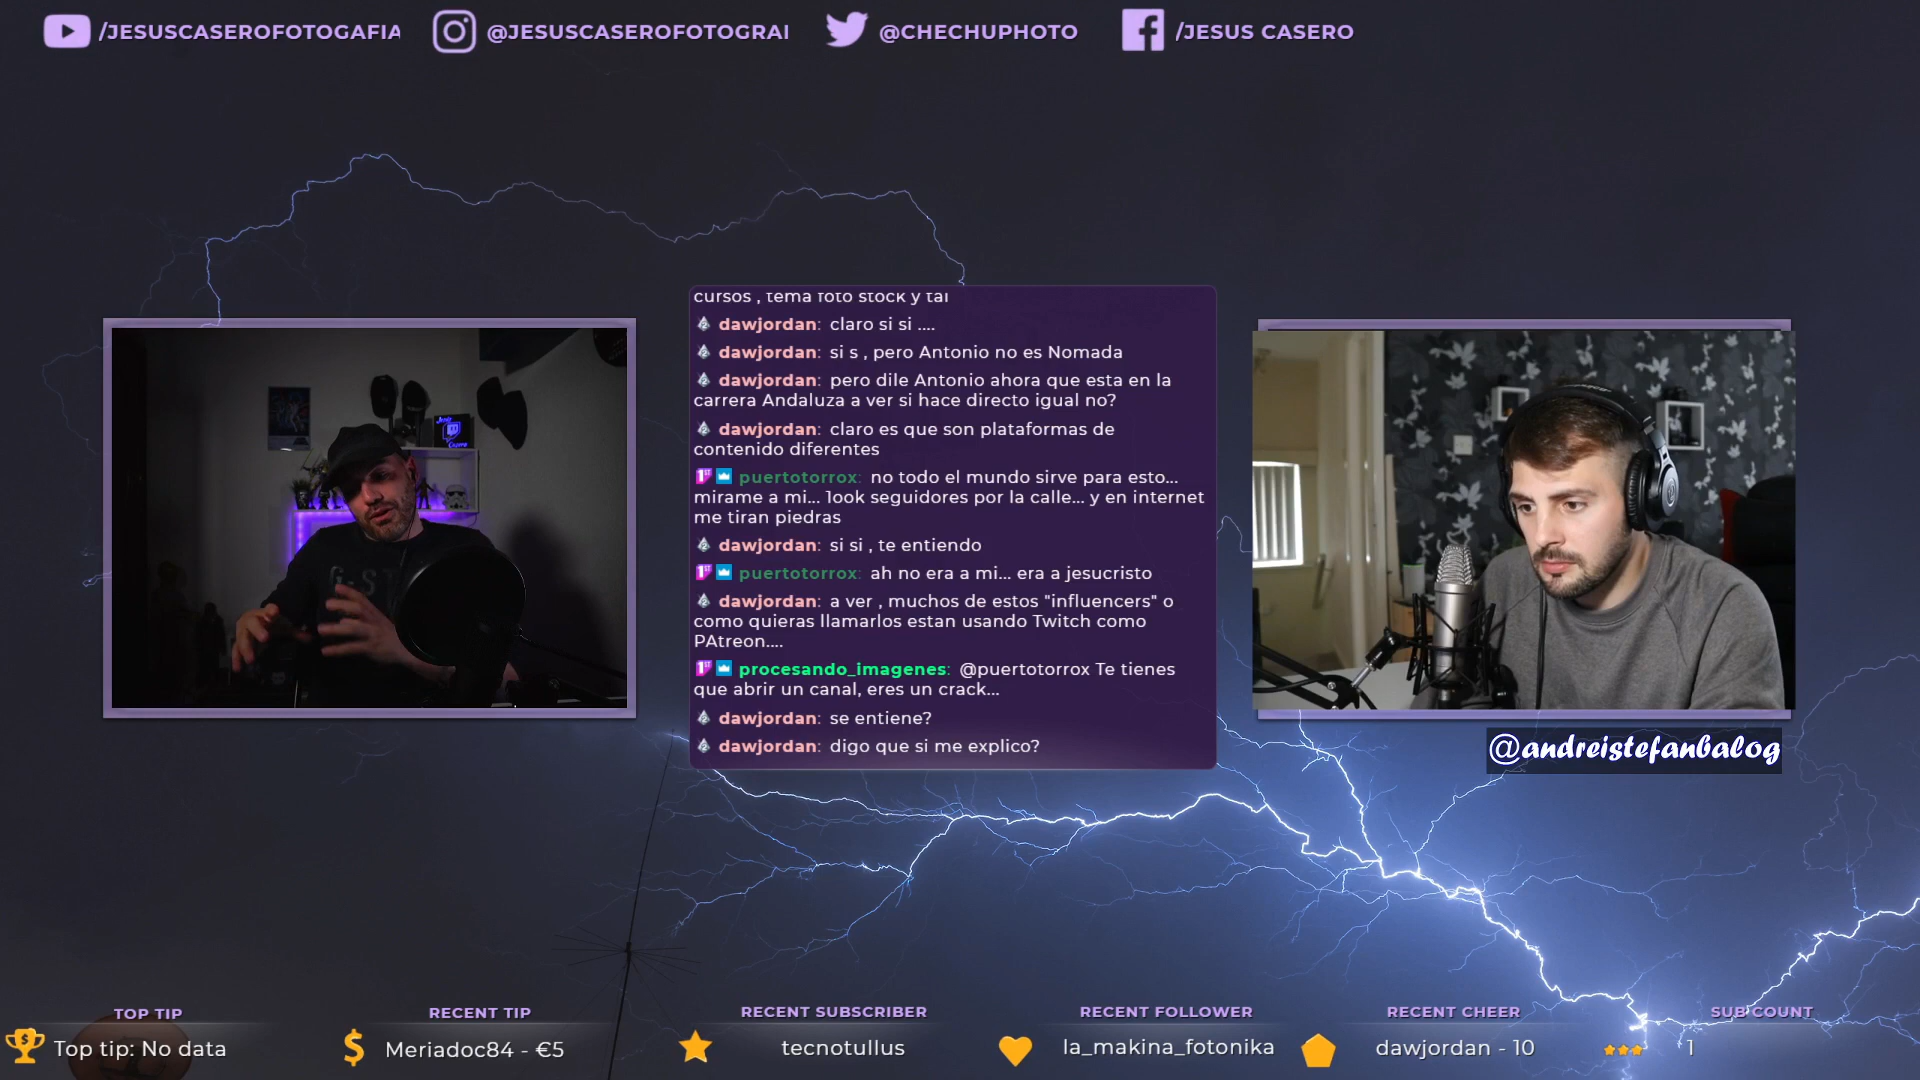 /JESUSCASEROFOTOGAFIA
@JESUSCASEROFOTOGRAI
@CHECHUPHOTO
/JESUS CASERO
cursos , tema foto stock y tal
dawjordan: claro si si ....
dawjordan: si s , pero Antonio no es Nomada
dawjordan: pero dile Antonio ahora que esta en la
carrera Andaluza a ver si hace directo igual no?
dawjordan: claro es que son plataformas de
contenido diferentes
puertotorrox: no todo el mundo sirve para esto...
mirame a mi... 1ook seguidores por la calle... y en internet
me tiran piedras
dawjordan: si si , te entiendo
puertotorrox: ah no era a mi... era a jesucristo
dawjordan: a ver , muchos de estos "influencers" o
como quieras llamarlos estan usando Twitch como
PAtreon....
procesando_imagenes: @puertotorrox Te tienes
que abrir un canal, eres un crack...
dawjordan: se entiene?
dawjordan: digo que si me explico?
@andreistefanbalog
TOP TIP
Top tip: No data
RECENT TIP
Meriadoc84 - €5
RECENT SUBSCRIBER
tecnotullus
RECENT FOLLOWER
la_makina_fotonika
RECENT CHEER
dawjordan - 10
SUB COUNT
1